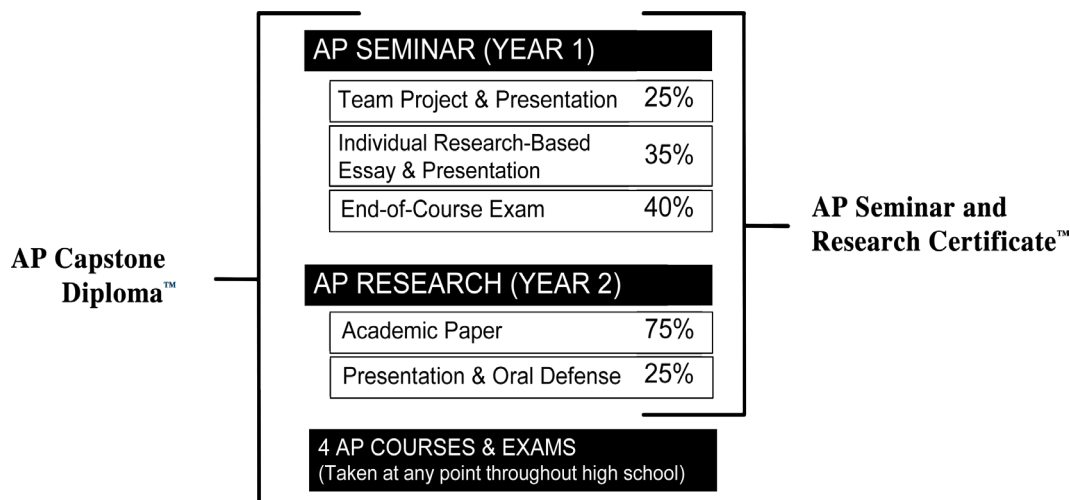 AP SEMINAR (YEAR 1)
Team Project & Presentation 25%
Individual Research-Based
Essay & Presentation 35%
End-of-Course Exam 40%
AP Seminar and
Research Certificate™
AP Capstone
Diploma™
AP RESEARCH (YEAR 2)
Academic Paper 75%
Presentation & Oral Defense 25%
4 AP COURSES & EXAMS
(Taken at any point throughout high school)